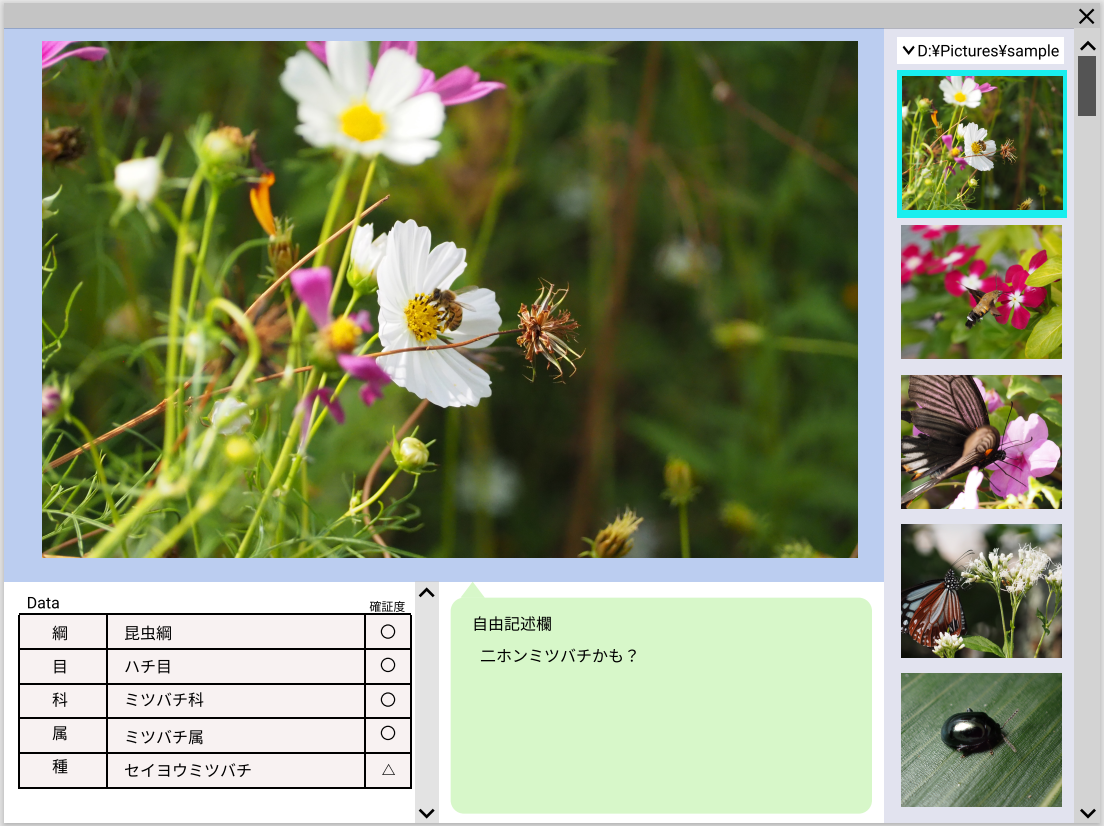 D:¥Pictures¥sample
Data
確証度
綱 昆虫綱 ○
目 ハチ目 ○
科 ミツバチ科 ○
属 ミツバチ属 ○
種 セイヨウミツバチ △
自由記述欄
ニホンミツバチかも？